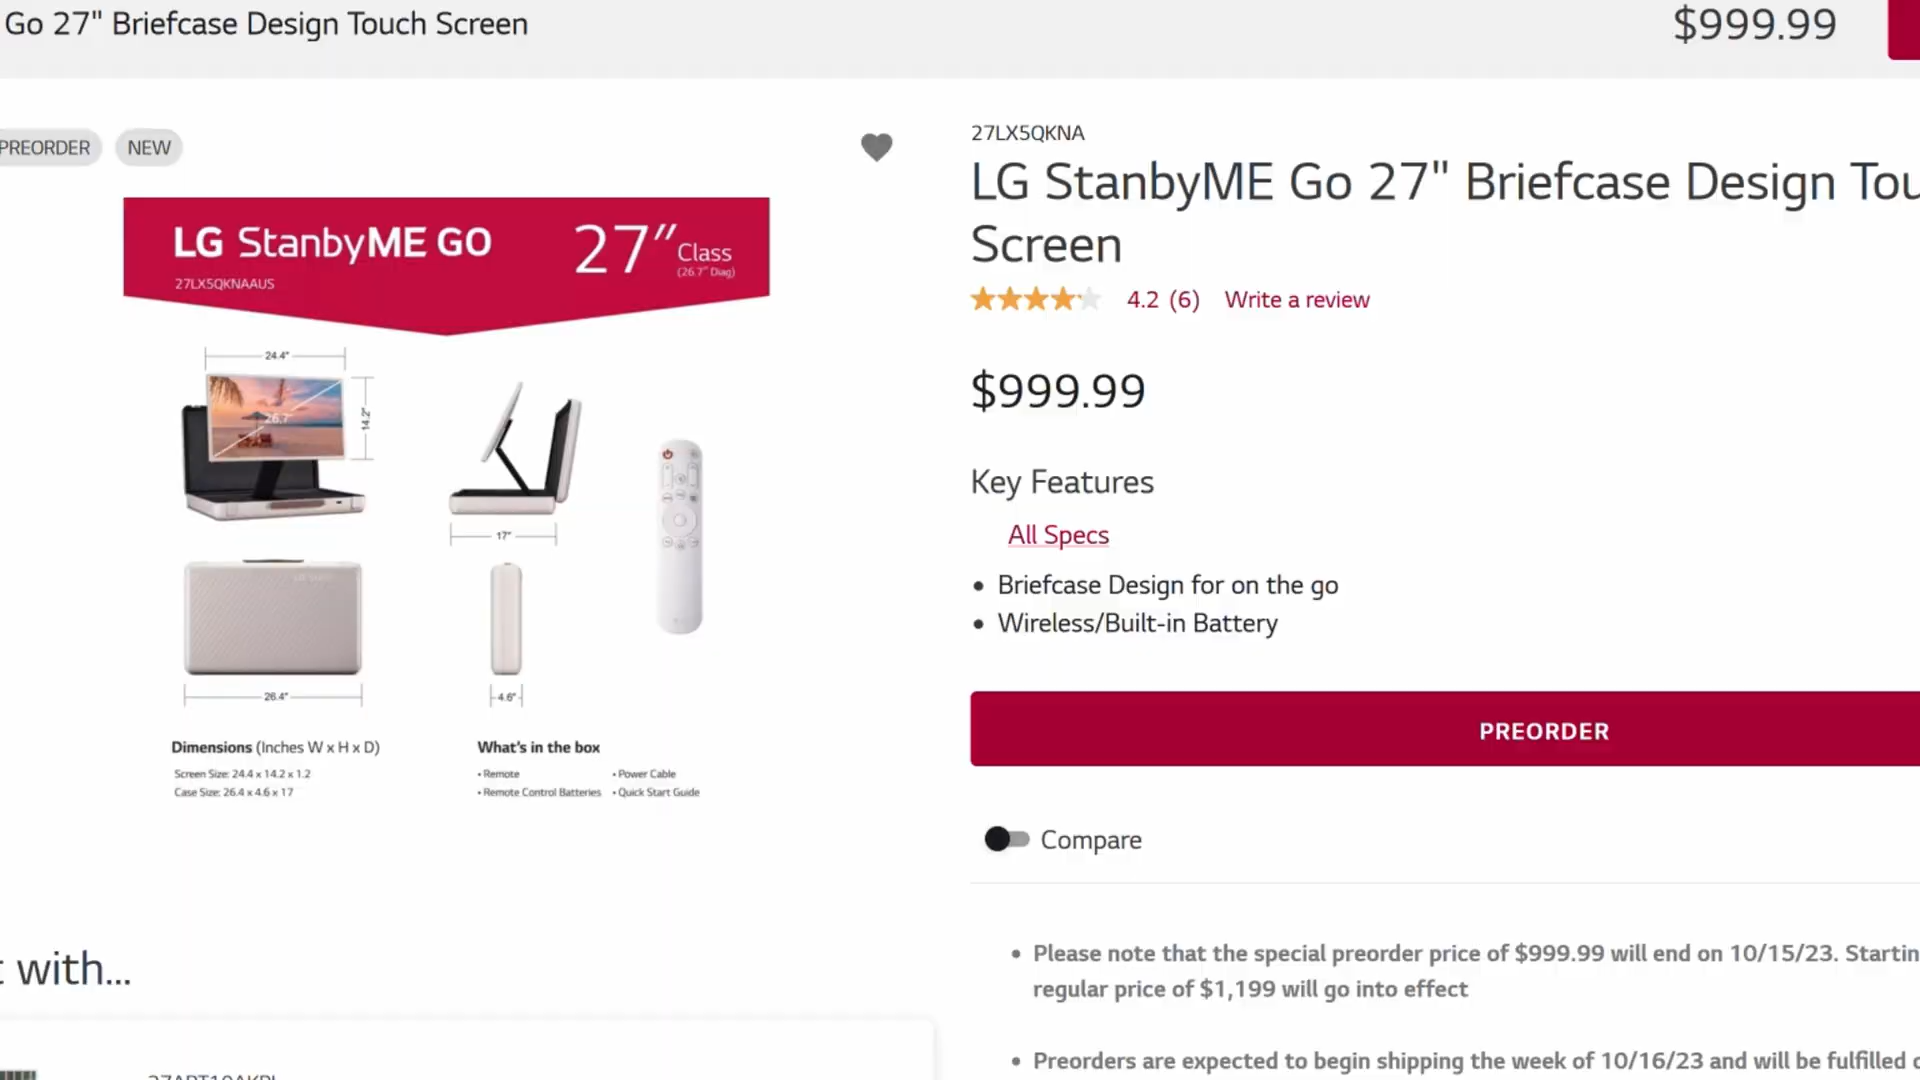 Go 27" Briefcase Design Touch Screen
$999.99
PREORDER
NEW
LG StanbyME GO
27LX5QKNAAUS
27" Class
(26.7" Diag)
24.4"
26.7"
14.2"
17"
26.4"
4.6"
Dimensions (Inches W x H x D)
Screen Size: 24.4 x 14.2 x 1.2
Case Size: 26.4 x 4.6 x 17
What's in the box
• Remote
• Power Cable
• Remote Control Batteries
• Quick Start Guide
27LX5QKNA
LG StanbyME Go 27" Briefcase Design Tou
Screen
4.2 (6) Write a review
$999.99
Key Features
All Specs
• Briefcase Design for on the go
• Wireless/Built-in Battery
PREORDER
Compare
• Please note that the special preorder price of $999.99 will end on 10/15/23. Startin
regular price of $1,199 will go into effect
• Preorders are expected to begin shipping the week of 10/16/23 and will be fulfilled
with...